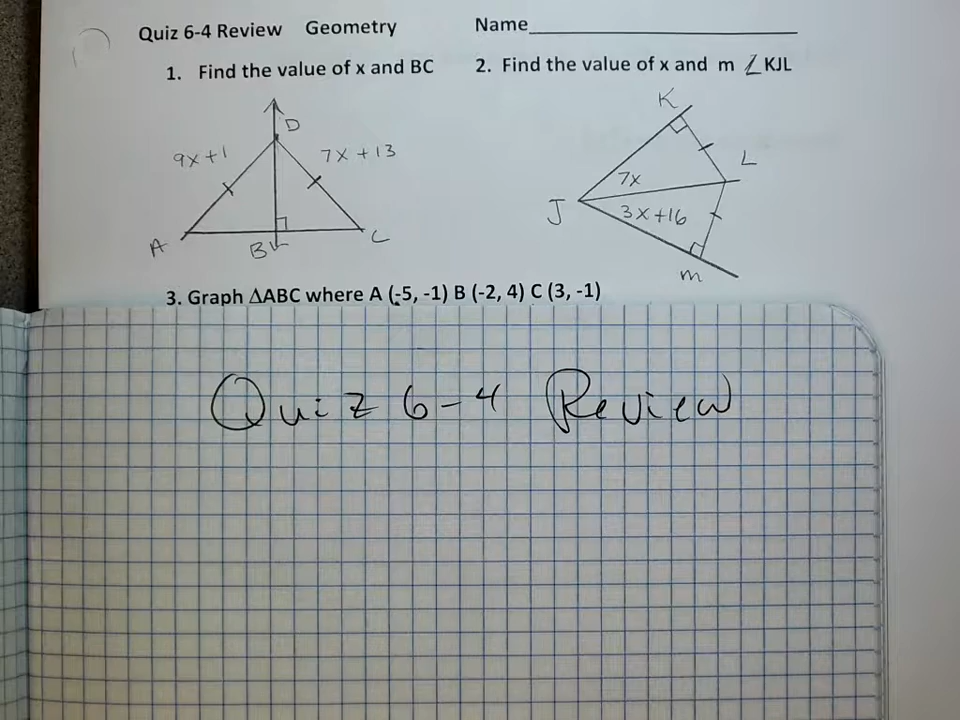 Quiz 6-4 Review Geometry Name
1. Find the value of x and BC 2. Find the value of x and m ∠KJL
K
D
9x+1 7x+13
L
7x
J 3x+16
A B C
m
3. Graph ΔABC where A (-5, -1) B (-2, 4) C (3, -1)
Quiz 6-4 Review